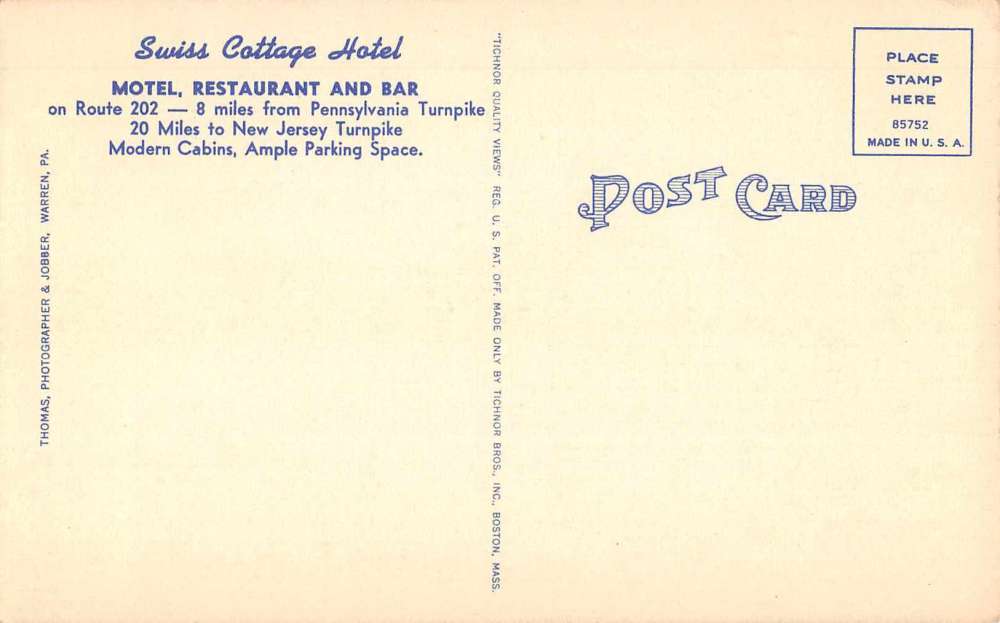 Swiss Cottage Hotel
MOTEL, RESTAURANT AND BAR
on Route 202 — 8 miles from Pennsylvania Turnpike
20 Miles to New Jersey Turnpike
Modern Cabins, Ample Parking Space.
THOMAS, PHOTOGRAPHER & JOBBER, WARREN, PA.
"TICHNOR QUALITY VIEWS" REG. U. S. PAT. OFF. MADE ONLY BY TICHNOR BROS., INC., BOSTON, MASS.
PLACE
STAMP
HERE
85752
MADE IN U. S. A.
POST CARD